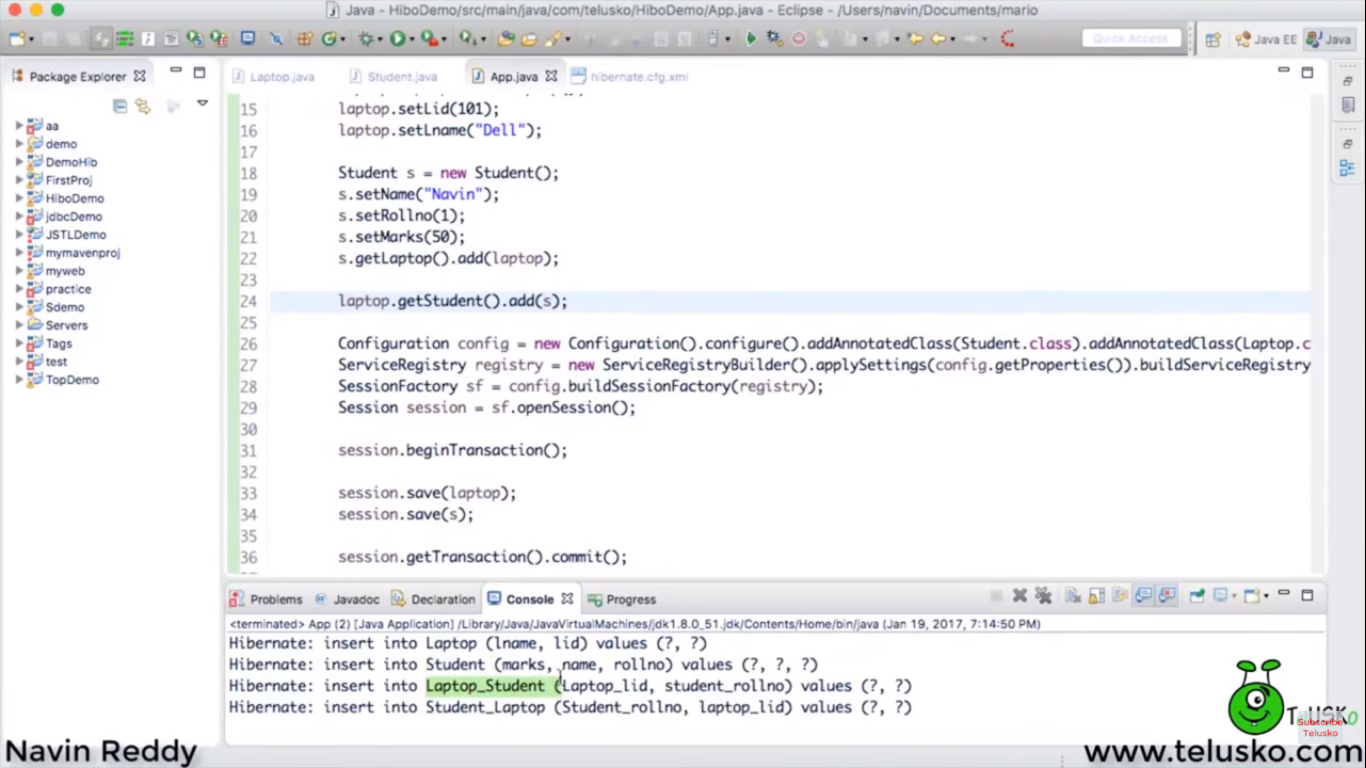 Java - HiboDemo/src/main/java/com/telusko/HiboDemo/App.java - Eclipse - /Users/navin/Documents/mario
Quick Access
Java EE
Java
Package Explorer
Laptop.java
Student.java
App.java
hibernate.cfg.xml
aa
demo
DemoHib
FirstProj
HiboDemo
jdbcDemo
JSTLDemo
mymavenproj
myweb
practice
Sdemo
Servers
Tags
test
TopDemo
15 laptop.setLid(101);
16 laptop.setLname("Dell");
17
18 Student s = new Student();
19 s.setName("Navin");
20 s.setRollno(1);
21 s.setMarks(50);
22 s.getLaptop().add(laptop);
23
24 laptop.getStudent().add(s);
25
26 Configuration config = new Configuration().configure().addAnnotatedClass(Student.class).addAnnotatedClass(Laptop.c
27 ServiceRegistry registry = new ServiceRegistryBuilder().applySettings(config.getProperties()).buildServiceRegistry
28 SessionFactory sf = config.buildSessionFactory(registry);
29 Session session = sf.openSession();
30
31 session.beginTransaction();
32
33 session.save(laptop);
34 session.save(s);
35
36 session.getTransaction().commit();
Problems
Javadoc
Declaration
Console
Progress
<terminated> App (2) [Java Application] /Library/Java/JavaVirtualMachines/jdk1.8.0_51.jdk/Contents/Home/bin/java (Jan 19, 2017, 7:14:50 PM)
Hibernate: insert into Laptop (lname, lid) values (?, ?)
Hibernate: insert into Student (marks, name, rollno) values (?, ?, ?)
Hibernate: insert into Laptop_Student (Laptop_lid, student_rollno) values (?, ?)
Hibernate: insert into Student_Laptop (Student_rollno, laptop_lid) values (?, ?)
Subscribe
Telusko
Navin Reddy
www.telusko.com